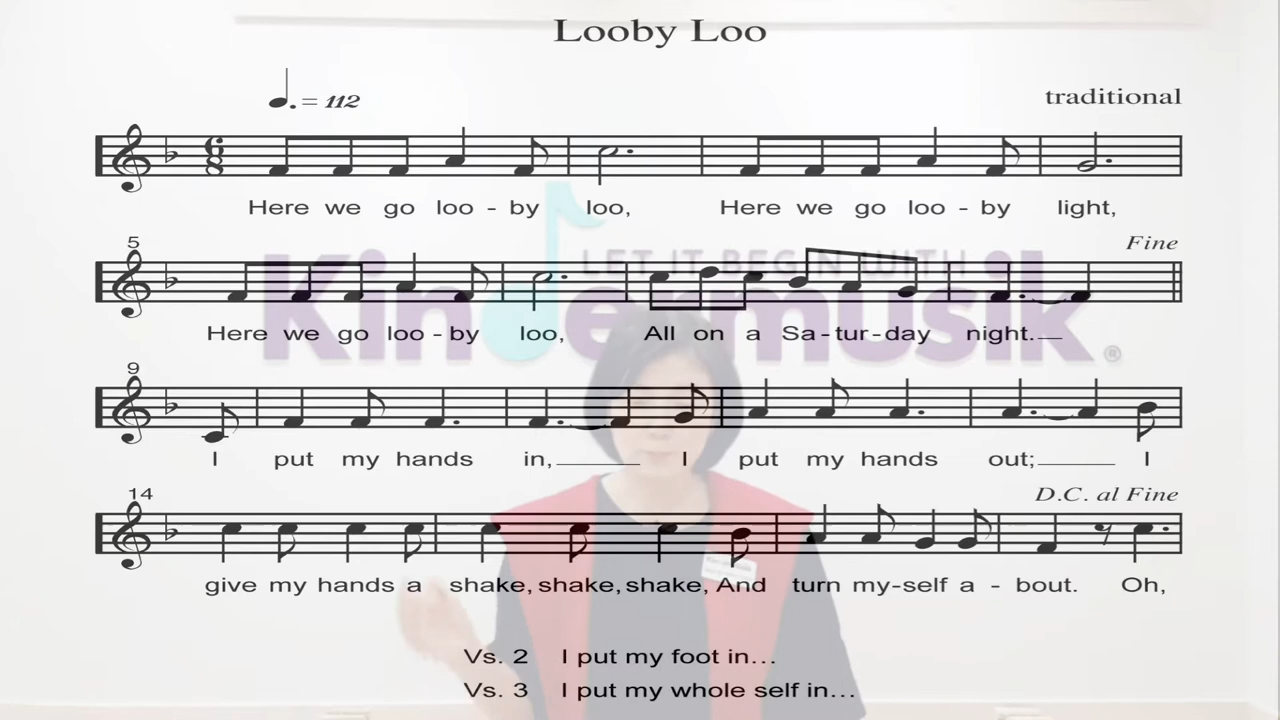 Looby Loo
♩. = 112
traditional
6/8
Here we go loo - by loo, Here we go loo - by light,
5
Fine
LET IT BEGIN WITH
Kindermusik®
Here we go loo - by loo, All on a Sa - tur - day night.
9
I put my hands in, I put my hands out; I
14
D.C. al Fine
give my hands a shake, shake, shake, And turn my-self a - bout. Oh,
Vs. 2 I put my foot in...
Vs. 3 I put my whole self in...